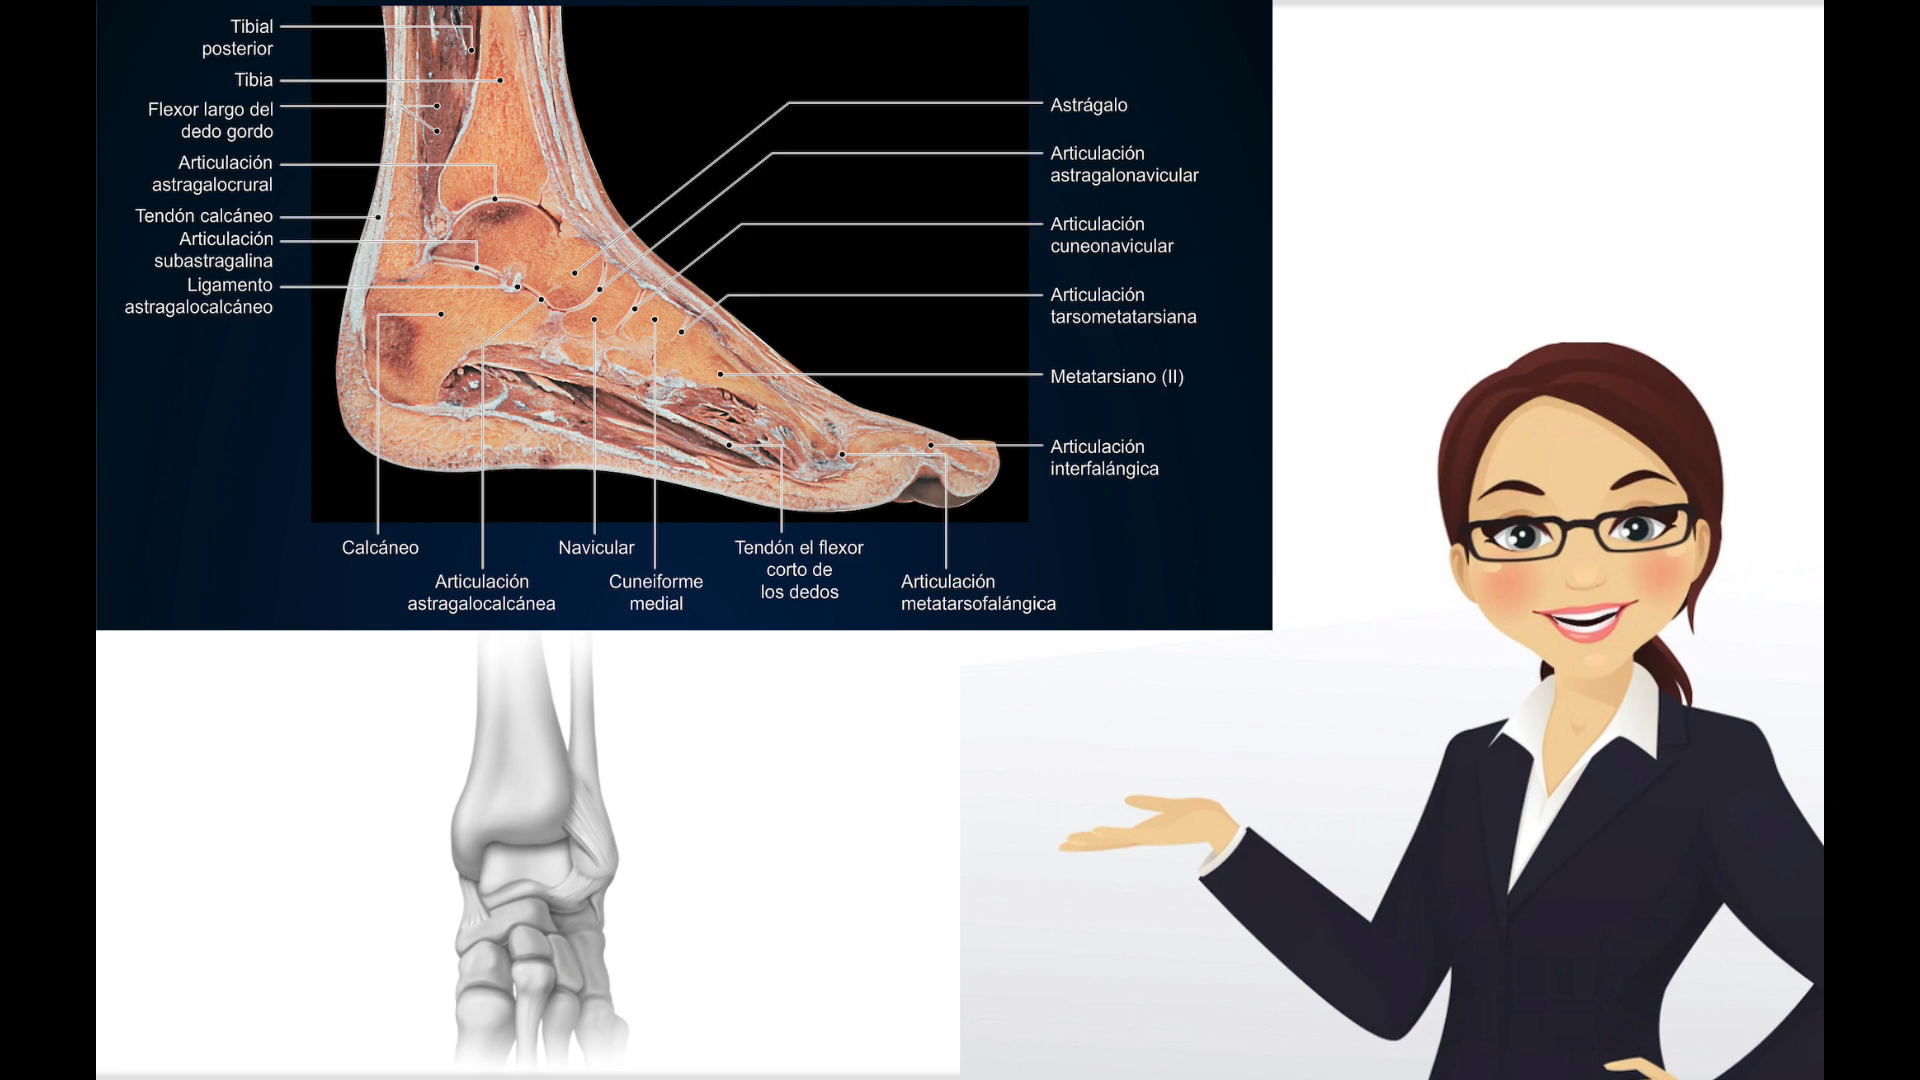 Tibial
posterior
Tibia
Flexor largo del
dedo gordo
Articulación
astragalocrural
Tendón calcáneo
Articulación
subastragalina
Ligamento
astragalocalcáneo
Astrágalo
Articulación
astragalonavicular
Articulación
cuneonavicular
Articulación
tarsometatarsiana
Metatarsiano (II)
Articulación
interfalángica
Calcáneo
Articulación
astragalocalcánea
Navicular
Cuneiforme
medial
Tendón el flexor
corto de
los dedos
Articulación
metatarsofalángica